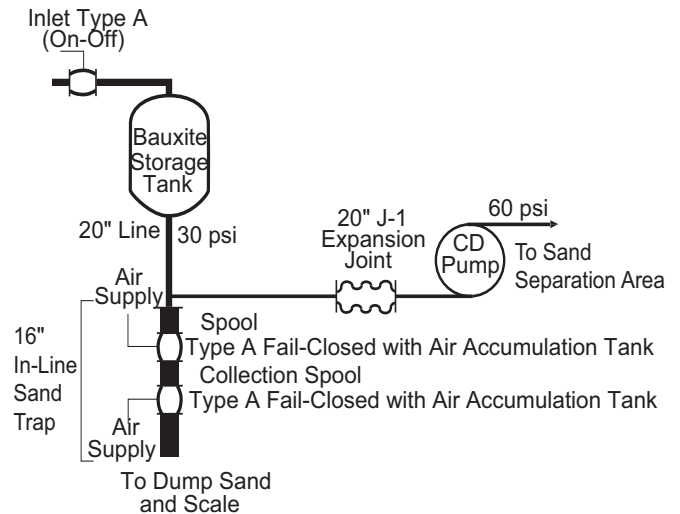 Inlet Type A
(On-Off)
Bauxite
Storage
Tank
20" Line
30 psi
20" J-1
Expansion
Joint
CD
Pump
60 psi
To Sand
Separation Area
Air
Supply
Spool
Type A Fail-Closed with Air Accumulation Tank
16"
In-Line
Sand
Trap
Collection Spool
Type A Fail-Closed with Air Accumulation Tank
Air
Supply
To Dump Sand
and Scale